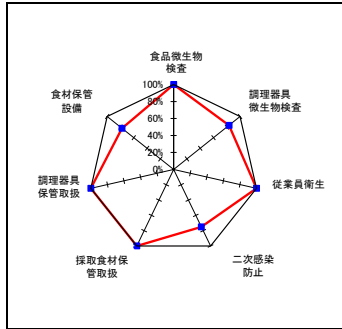 食品微生物
検査
100%
80%
60%
40%
20%
0%
調理器具
微生物検査
従業員衛生
二次感染
防止
採取食材保
管取扱
調理器具
保管取扱
食材保管
設備